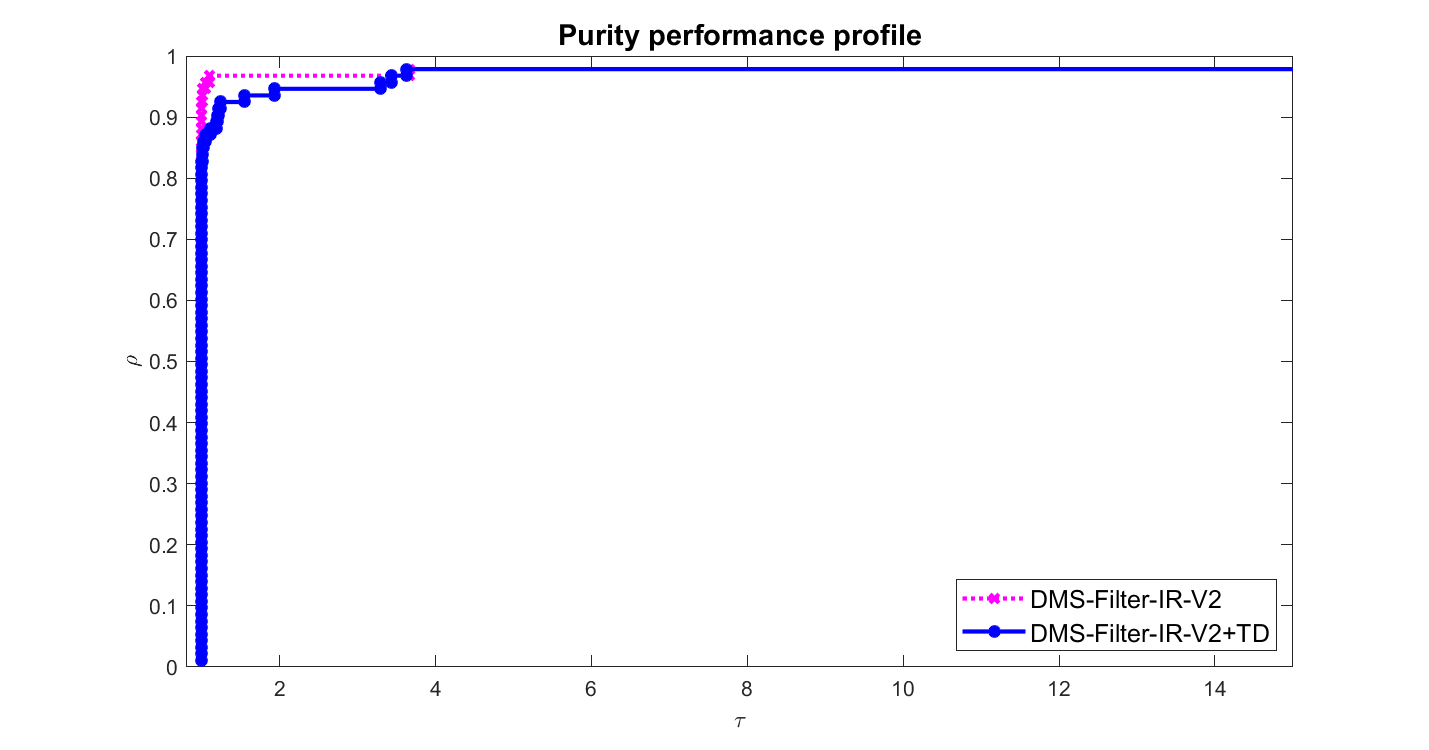 Purity performance profile
1
0.9
0.8
0.7
0.6
0.5
0.4
0.3
0.2
0.1
0
ρ
2 4 6 8 10 12 14
τ
DMS-Filter-IR-V2
DMS-Filter-IR-V2+TD